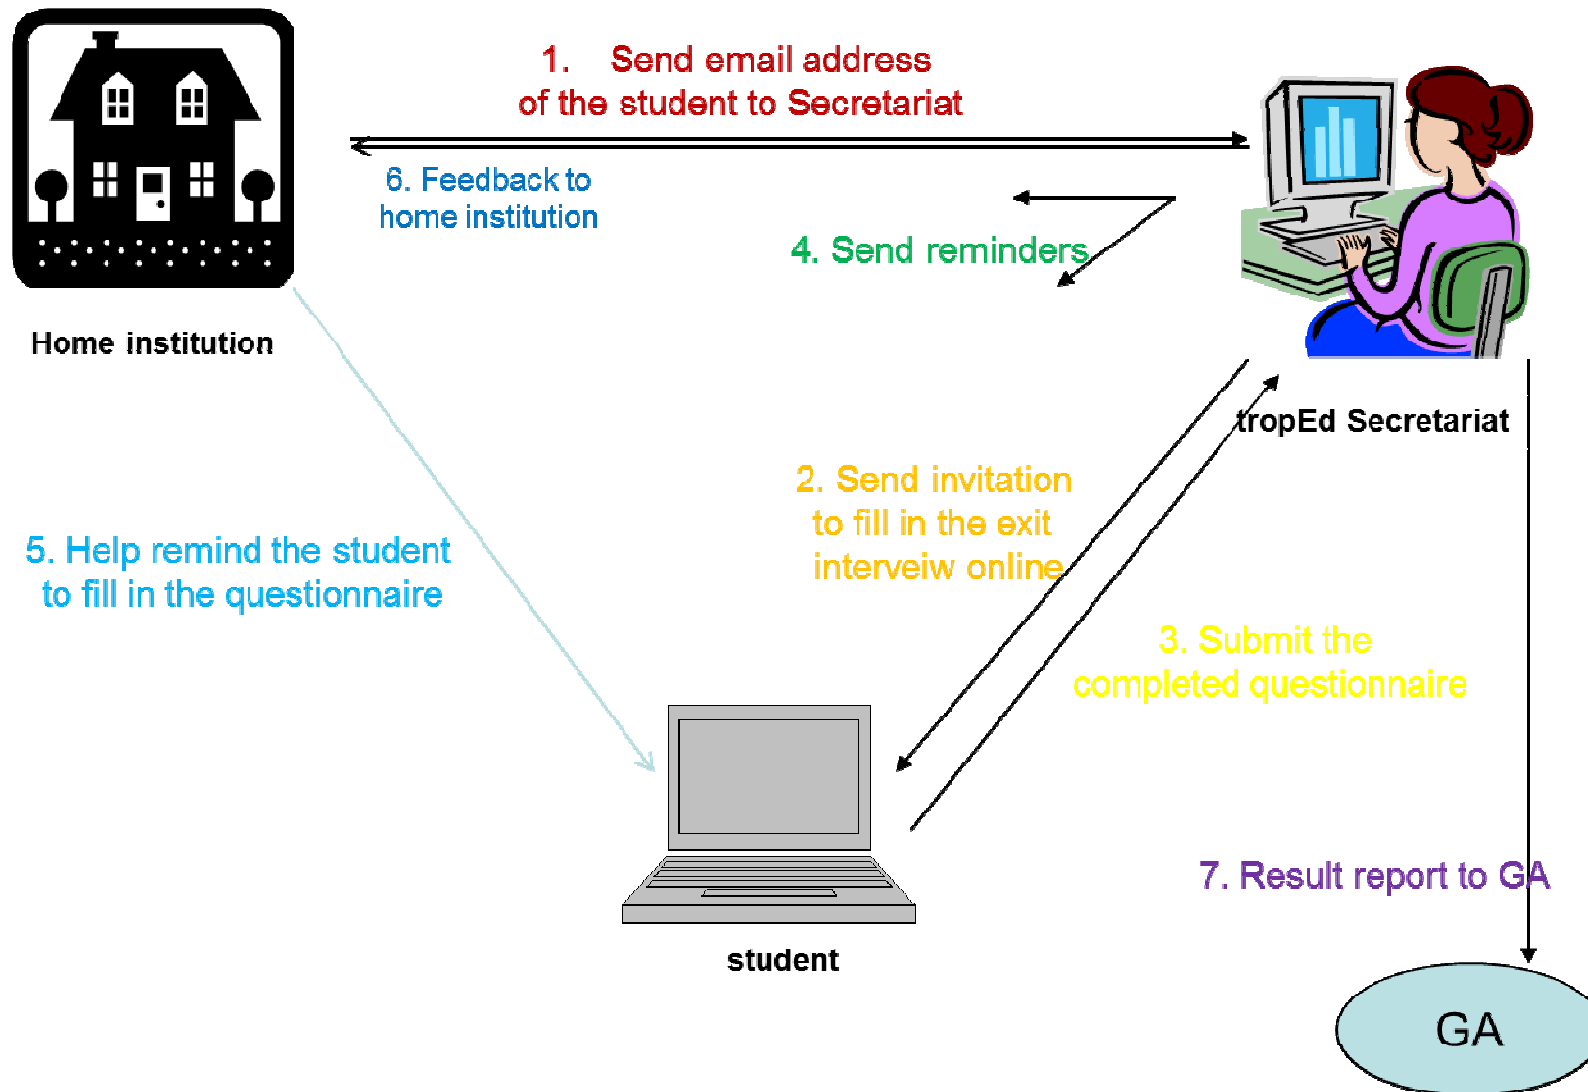 1. Send email address
of the student to Secretariat
6. Feedback to
home institution
4. Send reminders
Home institution
tropEd Secretariat
2. Send invitation
to fill in the exit
interveiw online
5. Help remind the student
to fill in the questionnaire
3. Submit the
completed questionnaire
7. Result report to GA
student
GA